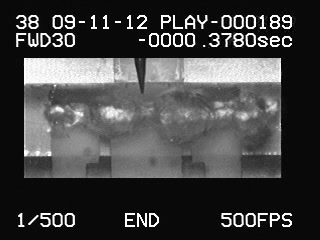 38 09-11-12 PLAY-000189
FWD30 -0000.3780sec
1/500 END 500FPS